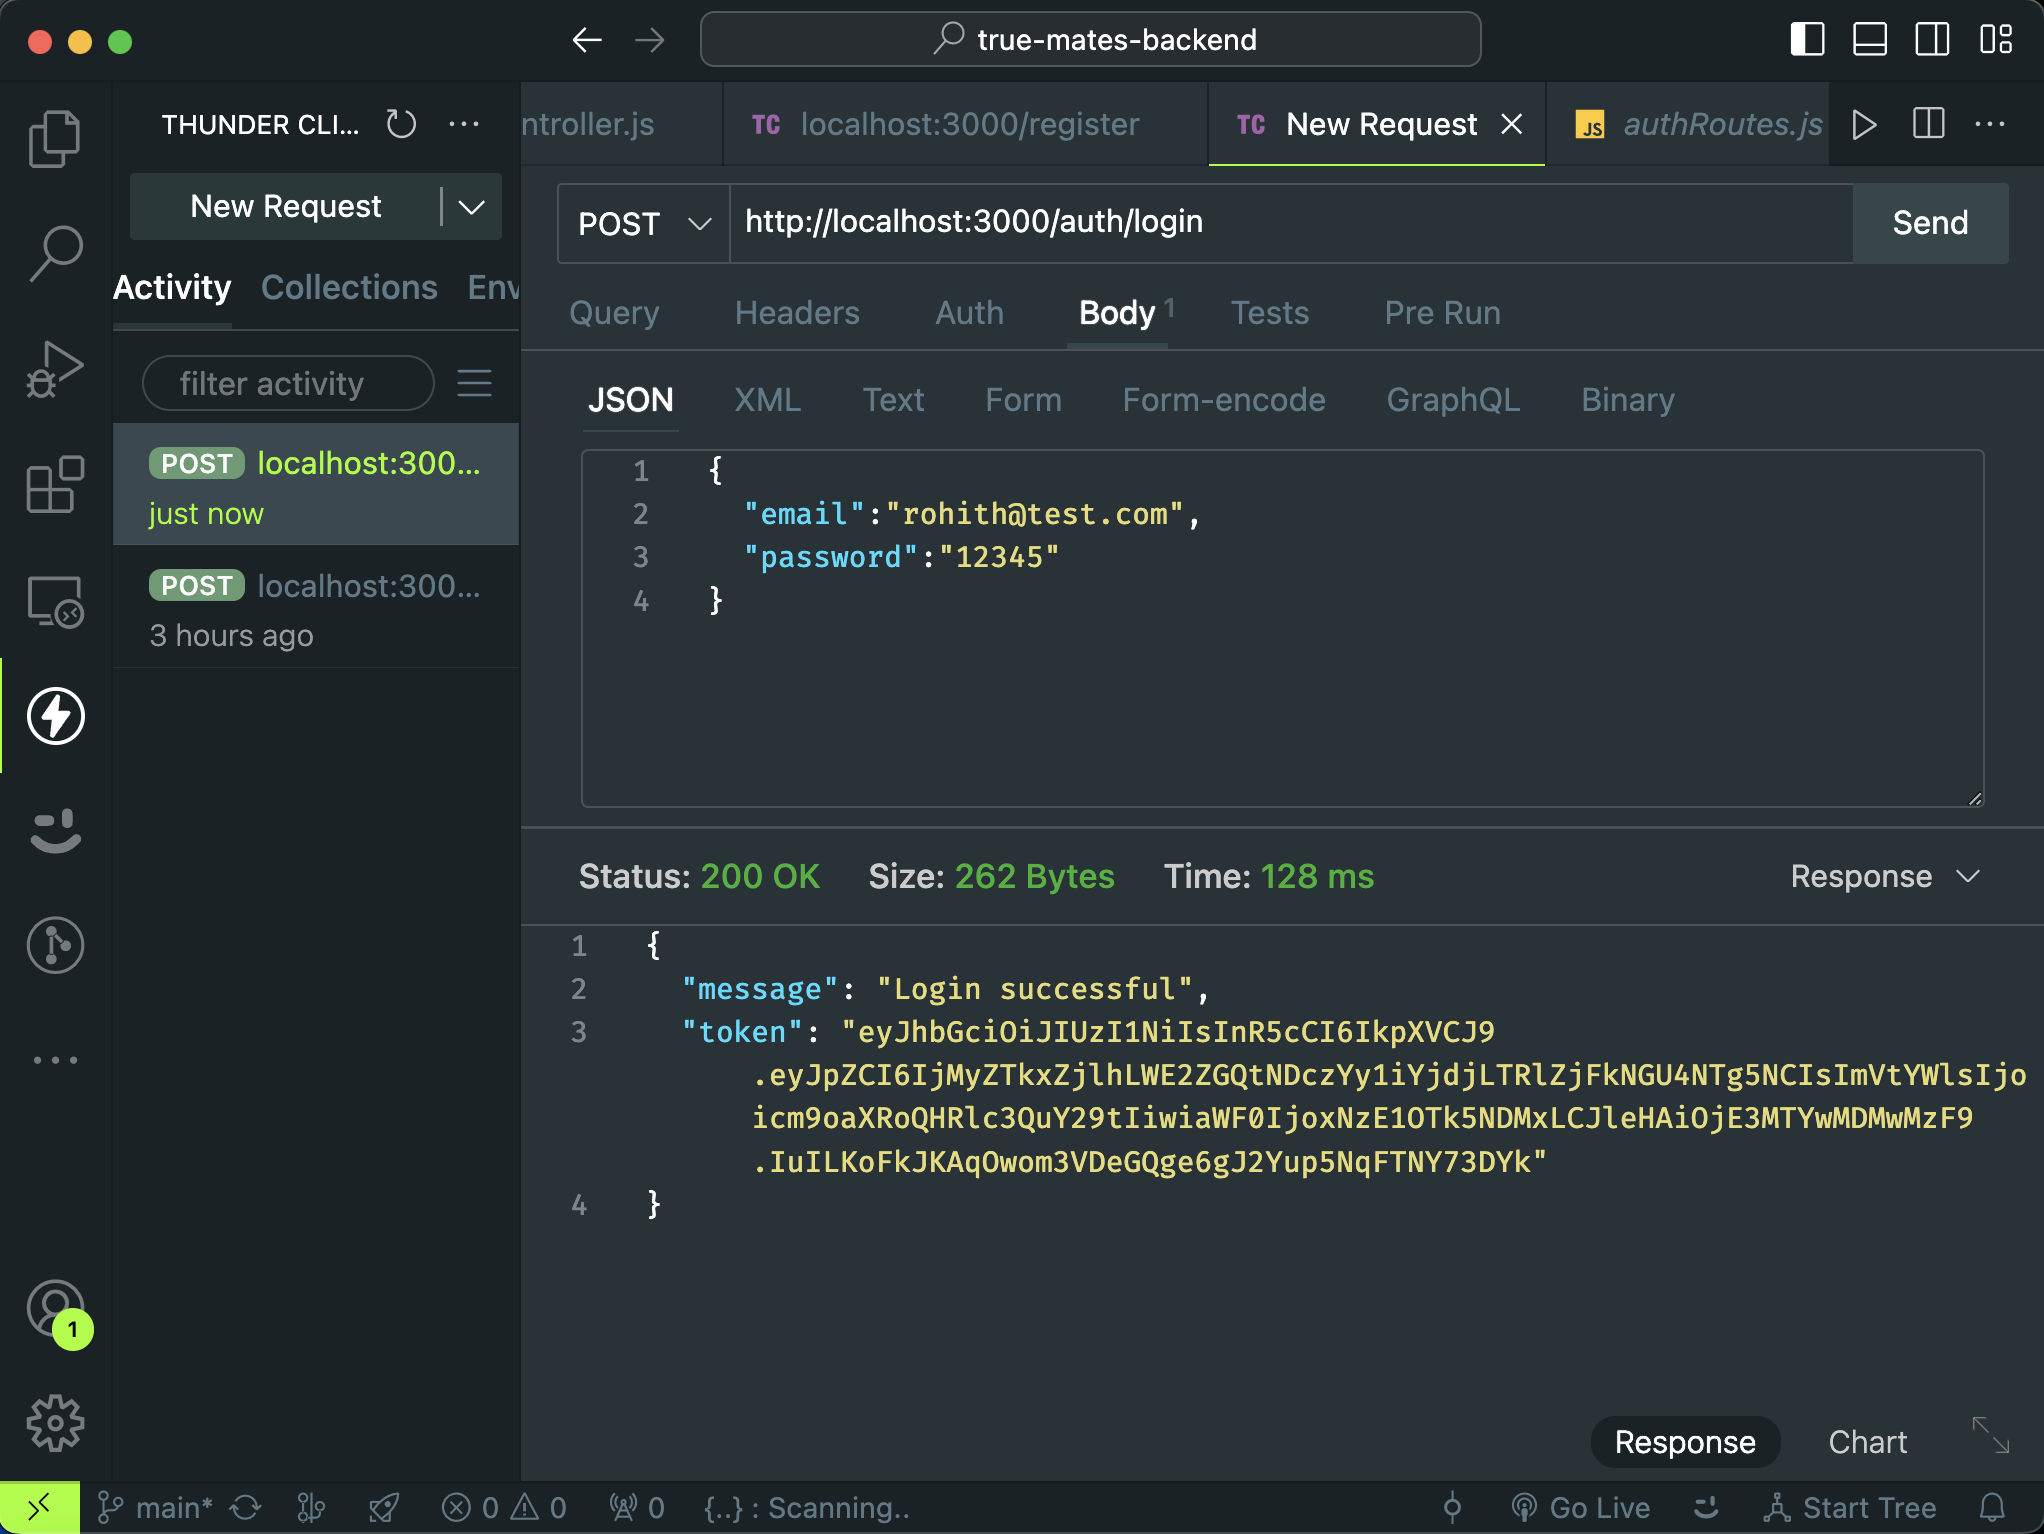 true-mates-backend
THUNDER CLI...
ntroller.js
TC localhost:3000/register
TC New Request
JS authRoutes.js
New Request
POST
http://localhost:3000/auth/login
Send
Activity Collections Env
Query Headers Auth Body 1 Tests Pre Run
filter activity
JSON XML Text Form Form-encode GraphQL Binary
POST localhost:300...
just now
POST localhost:300...
3 hours ago
1 {
2 "email":"rohith@test.com",
3 "password":"12345"
4 }
Status: 200 OK Size: 262 Bytes Time: 128 ms
Response
1 {
2 "message": "Login successful",
3 "token": "eyJhbGciOiJIUzI1NiIsInR5cCI6IkpXVCJ9
.eyJpZCI6IjMyZTkxZjlhLWE2ZGQtNDczYy1iYjdjLTRlZjFkNGU4NTg5NCIsImVtYWlsIjo
icm9oaXRoQHRlc3QuY29tIiwiaWF0IjoxNzE1OTk5NDMxLCJleHAiOjE3MTYwMDMwMzF9
.IuILKoFkJKAqOwom3VDeGQge6gJ2Yup5NqFTNY73DYk"
4 }
1
Response Chart
main* 0 0 0 {..} : Scanning.. Go Live Start Tree